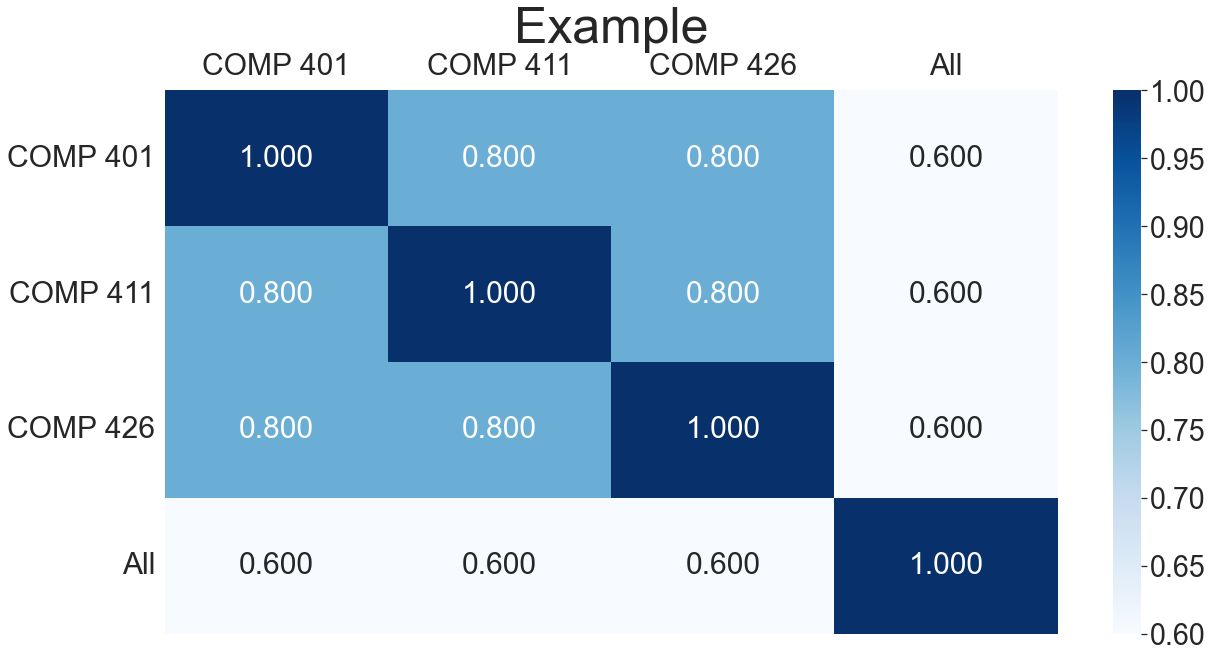 Example
COMP 401 COMP 411 COMP 426 All
COMP 401 1.000 0.800 0.800 0.600
COMP 411 0.800 1.000 0.800 0.600
COMP 426 0.800 0.800 1.000 0.600
All 0.600 0.600 0.600 1.000
1.00
0.95
0.90
0.85
0.80
0.75
0.70
0.65
0.60